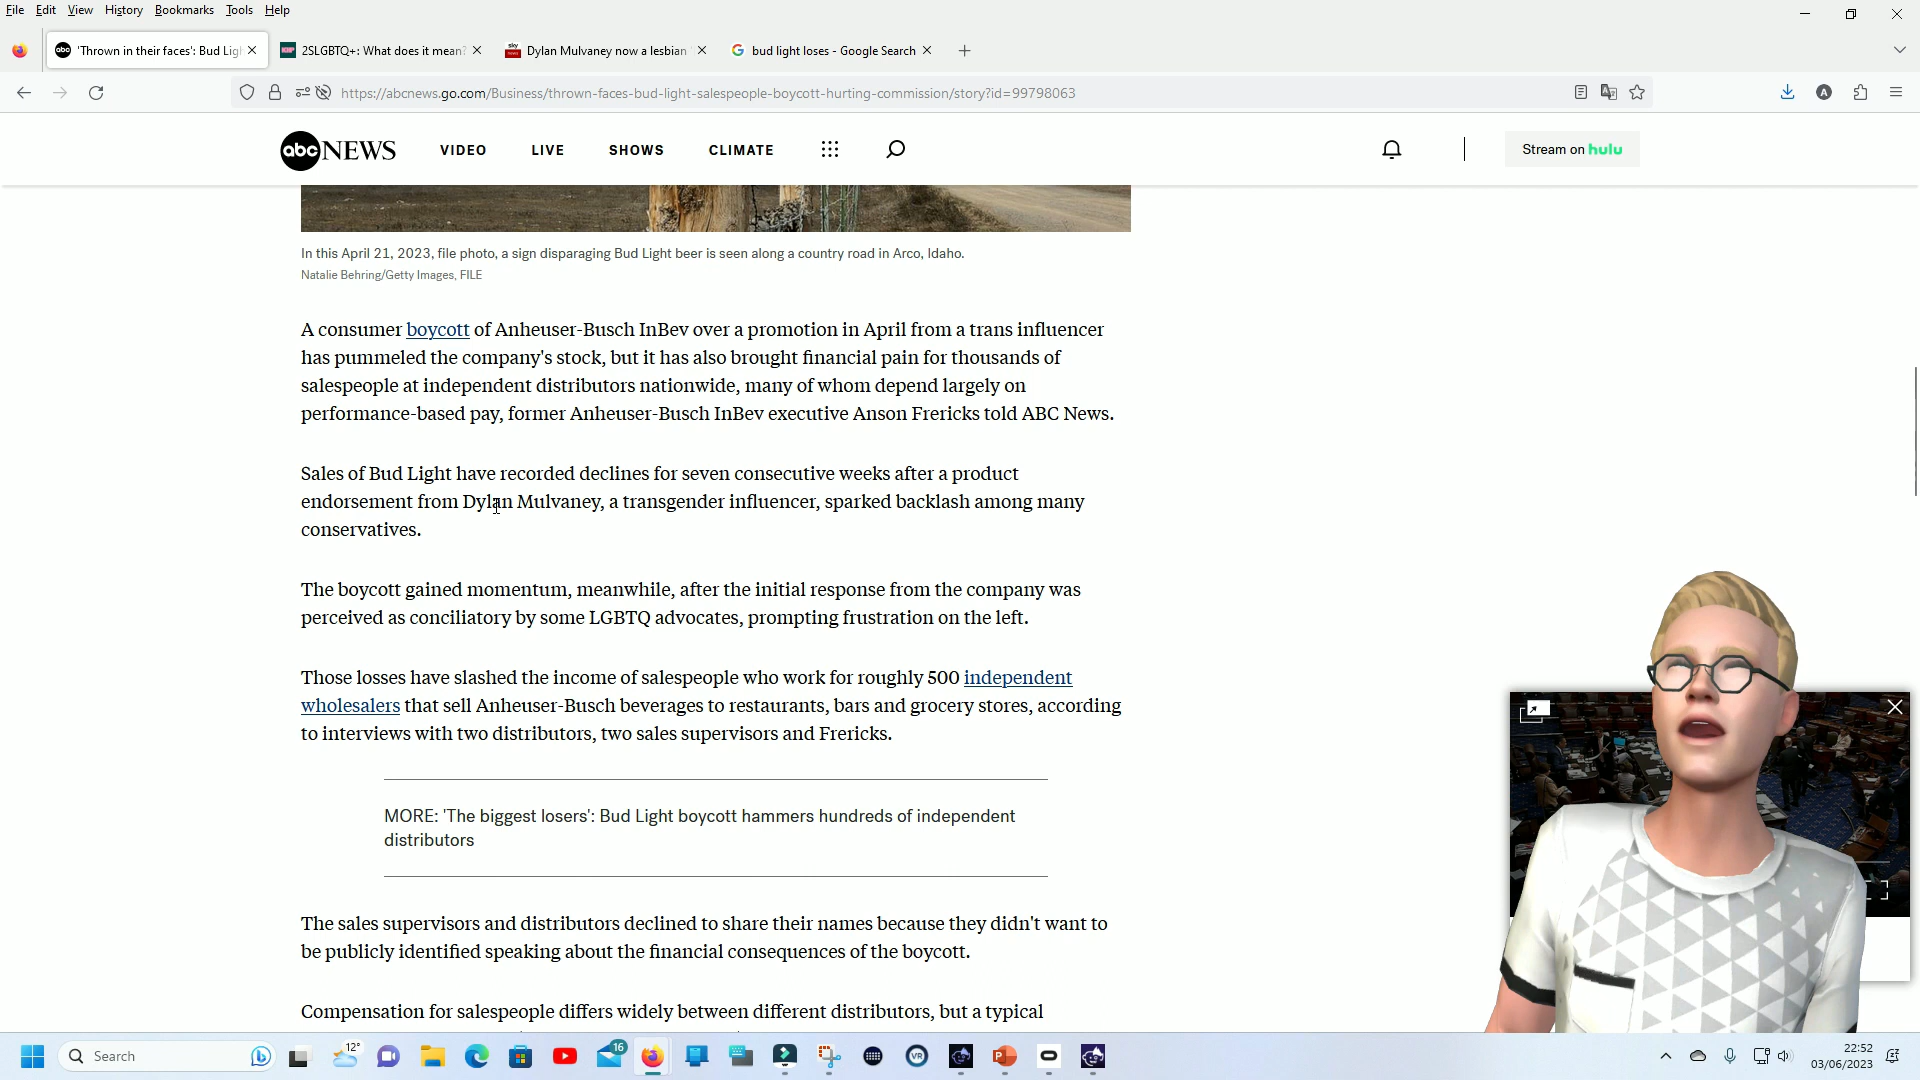 File Edit View History Bookmarks Tools Help
'Thrown in their faces': Bud Ligh
2SLGBTQ+: What does it mean?
Dylan Mulvaney now a lesbian
bud light loses - Google Search
https://abcnews.go.com/Business/thrown-faces-bud-light-salespeople-boycott-hurting-commission/story?id=99798063
abc NEWS VIDEO LIVE SHOWS CLIMATE Stream on hulu
In this April 21, 2023, file photo, a sign disparaging Bud Light beer is seen along a country road in Arco, Idaho.
Natalie Behring/Getty Images, FILE
A consumer boycott of Anheuser-Busch InBev over a promotion in April from a trans influencer
has pummeled the company's stock, but it has also brought financial pain for thousands of
salespeople at independent distributors nationwide, many of whom depend largely on
performance-based pay, former Anheuser-Busch InBev executive Anson Frericks told ABC News.
Sales of Bud Light have recorded declines for seven consecutive weeks after a product
endorsement from Dylan Mulvaney, a transgender influencer, sparked backlash among many
conservatives.
The boycott gained momentum, meanwhile, after the initial response from the company was
perceived as conciliatory by some LGBTQ advocates, prompting frustration on the left.
Those losses have slashed the income of salespeople who work for roughly 500 independent
wholesalers that sell Anheuser-Busch beverages to restaurants, bars and grocery stores, according
to interviews with two distributors, two sales supervisors and Frericks.
MORE: 'The biggest losers': Bud Light boycott hammers hundreds of independent
distributors
The sales supervisors and distributors declined to share their names because they didn't want to
be publicly identified speaking about the financial consequences of the boycott.
Compensation for salespeople differs widely between different distributors, but a typical
Search 12° 16 VR 22:52
03/06/2023